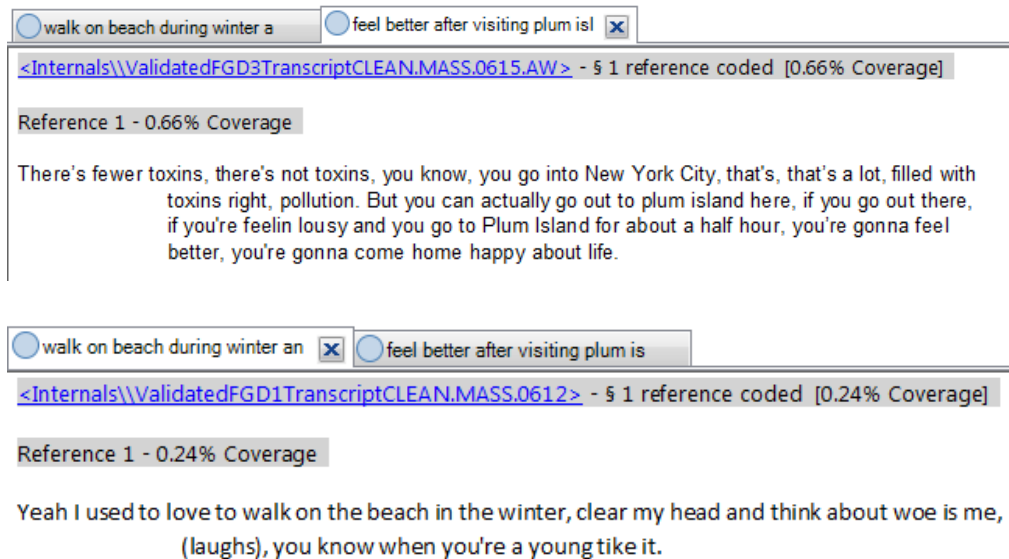 walk on beach during winter a
feel better after visiting plum isl
<Internals\\ValidatedFGD3TranscriptCLEAN.MASS.0615.AW> - § 1 reference coded [0.66% Coverage]
Reference 1 - 0.66% Coverage
There's fewer toxins, there's not toxins, you know, you go into New York City, that's, that's a lot, filled with
toxins right, pollution. But you can actually go out to plum island here, if you go out there,
if you're feelin lousy and you go to Plum Island for about a half hour, you're gonna feel
better, you're gonna come home happy about life.
walk on beach during winter an
feel better after visiting plum is
<Internals\\ValidatedFGD1TranscriptCLEAN.MASS.0612> - § 1 reference coded [0.24% Coverage]
Reference 1 - 0.24% Coverage
Yeah I used to love to walk on the beach in the winter, clear my head and think about woe is me,
(laughs), you know when you're a young tike it.